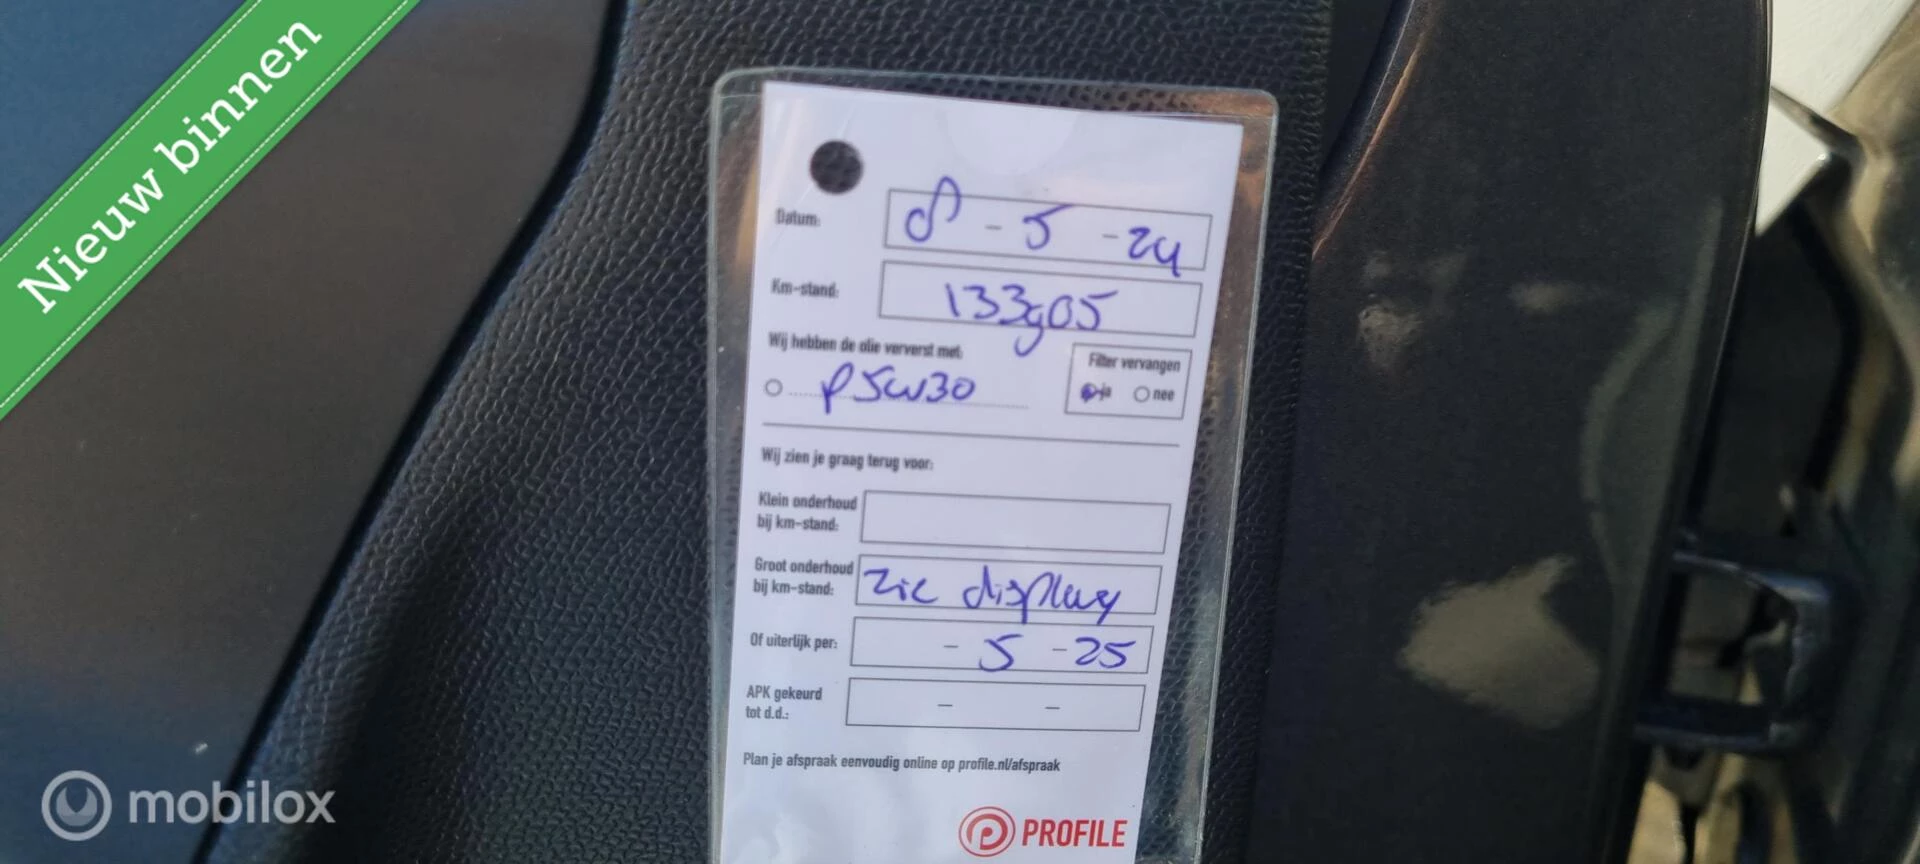 Nieuw binnen
Datum: 8 - 5 - 24
Km-stand: 133905
Wij hebben de olie ververst met:
P5W30
Filter vervangen
ja nee
Wij zien je graag terug voor:
Klein onderhoud
bij km-stand:
Groot onderhoud
bij km-stand: zie display
Of uiterlijk per: - 5 - 25
APK gekeurd
tot d.d.: - -
Plan je afspraak eenvoudig online op profile.nl/afspraak
PROFILE
mobilox